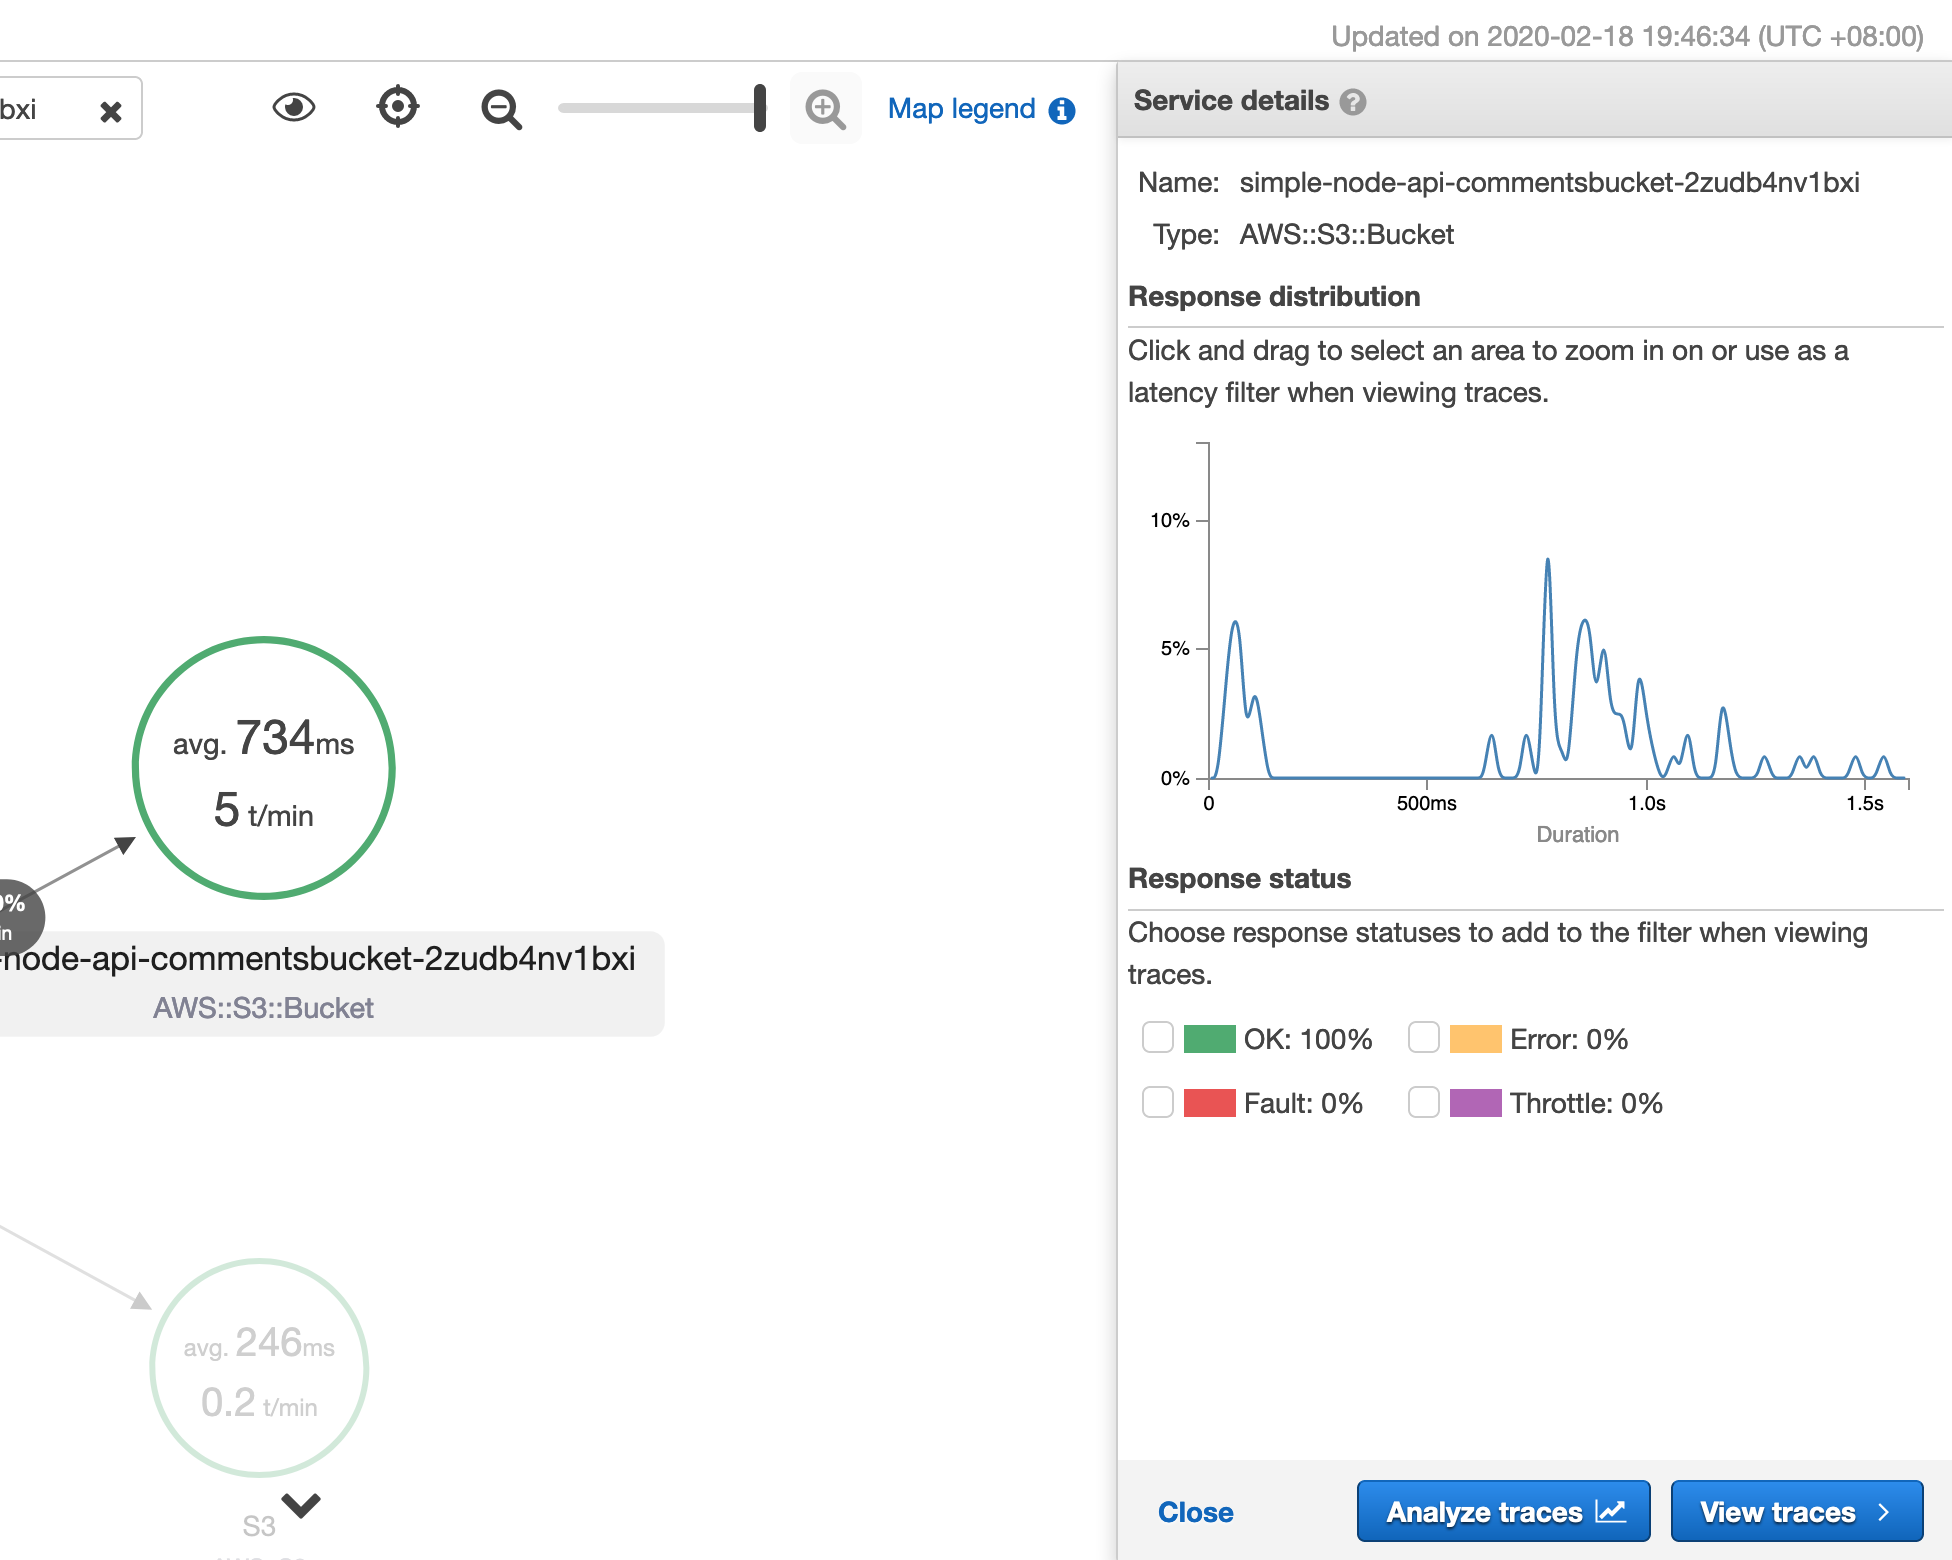 Updated on 2020-02-18 19:46:34 (UTC +08:00)
bxi
Map legend
Service details
Name: simple-node-api-commentsbucket-2zudb4nv1bxi
Type: AWS::S3::Bucket
Response distribution
Click and drag to select an area to zoom in on or use as a
latency filter when viewing traces.
10%
5%
0%
0 500ms 1.0s 1.5s
Duration
Response status
Choose response statuses to add to the filter when viewing
traces.
OK: 100% Error: 0%
Fault: 0% Throttle: 0%
Close Analyze traces View traces
avg. 734ms
5 t/min
-node-api-commentsbucket-2zudb4nv1bxi
AWS::S3::Bucket
avg. 246ms
0.2 t/min
S3